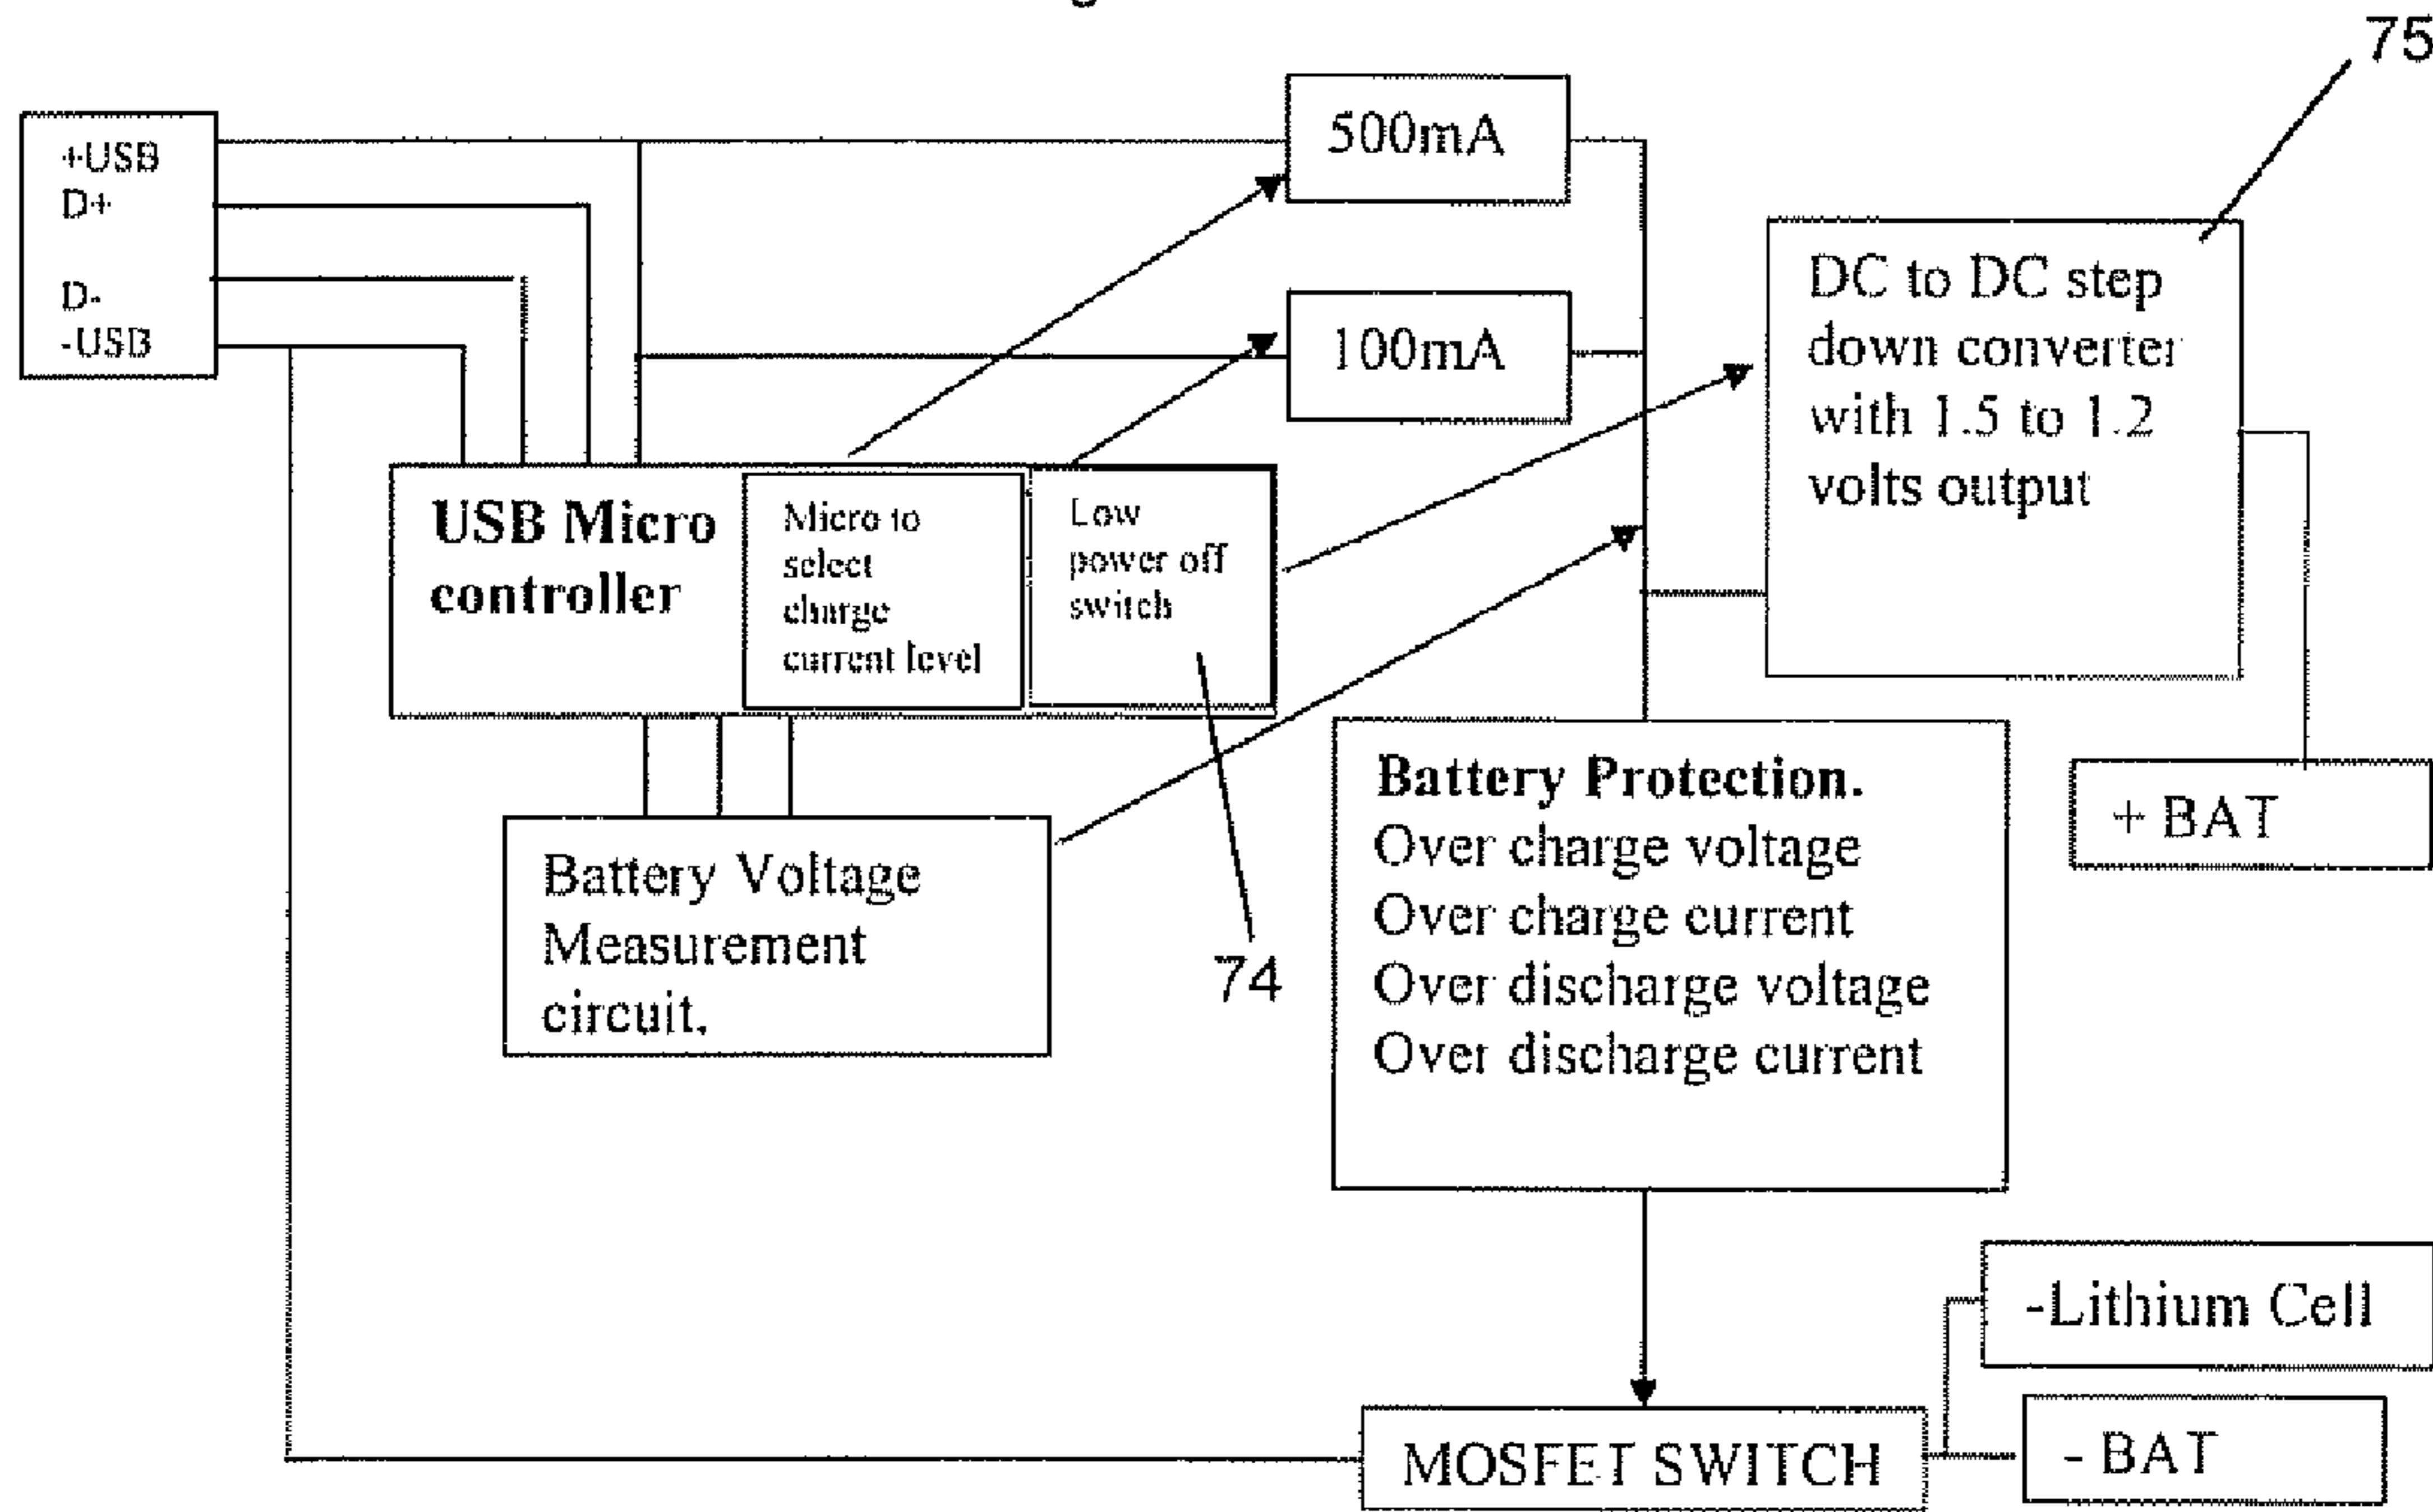 75
+USB
D+
D-
-USB
500mA
100mA
DC to DC step
down converter
with 1.5 to 1.2
volts output
USB Micro
controller
Micro to
select
charge
current level
Low
power off
switch
Battery Voltage
Measurement
circuit.
74
Battery Protection.
Over charge voltage
Over charge current
Over discharge voltage
Over discharge current
+ BAT
-Lithium Cell
MOSFET SWITCH
- BAT